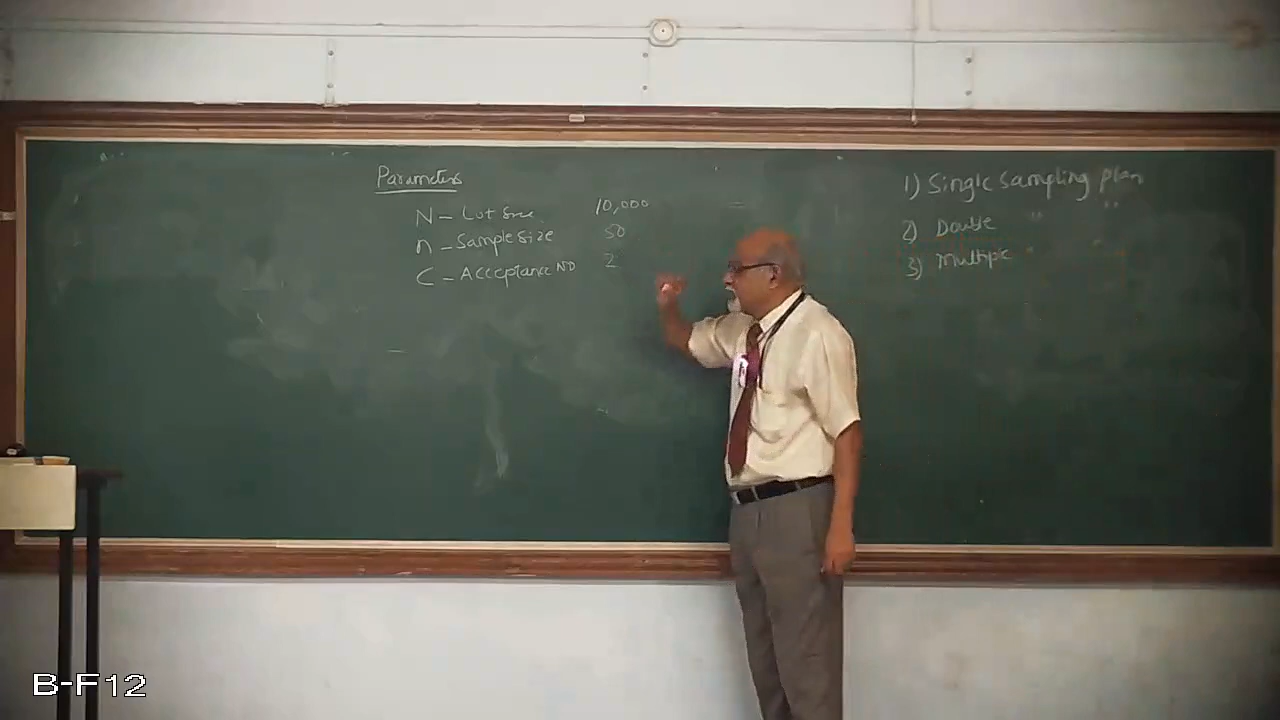 Parameters
N - Lot Size 10,000
n - Sample Size 50
C - Acceptance NO 2
1) Single Sampling Plan
2) Double " "
3) Multiple " "
B-F12